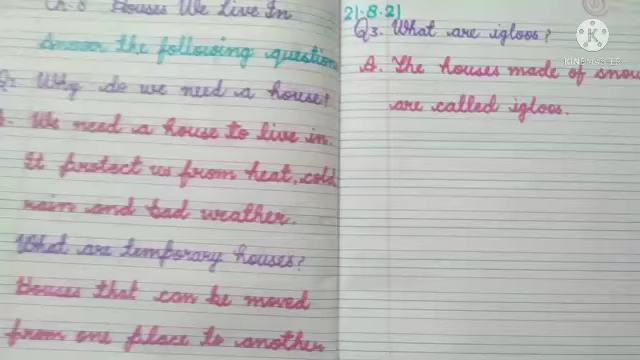 Ch. 8 Houses We Live In
Answer the following question
Q1. Why do we need a house?
A. We need a house to live in.
It protect us from heat, cold
rain and bad weather.
What are temporary houses?
Houses that can be moved
from one place to another
21.8.21
Q3. What are igloos?
A. The houses made of snow
are called igloos.
K
KINEMASTER